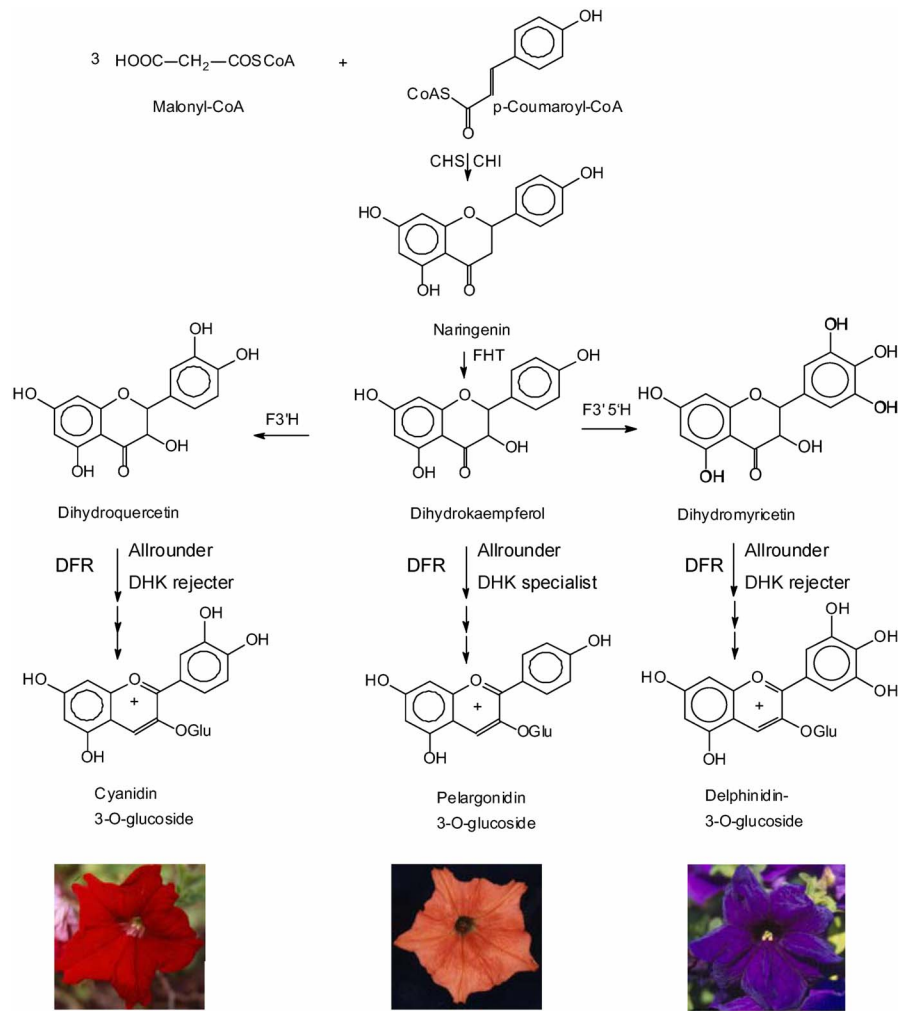 3 HOOC—CH2—COSCoA + OH
CoAS
O
Malonyl-CoA p-Coumaroyl-CoA
CHS CHI
OH
HO O
OH O
Naringenin
FHT
OH
OH
HO O
OH
OH O
F3'H
OH
HO O
OH
OH O
F3'5'H
OH
OH
OH
HO O
OH
OH O
Dihydroquercetin Dihydrokaempferol Dihydromyricetin
DFR Allrounder
DHK rejecter
DFR Allrounder
DHK specialist
DFR Allrounder
DHK rejecter
OH
OH
HO O
+
OGlu
OH
OH
HO O
+
OGlu
OH
OH
OH
OH
HO O
+
OGlu
OH
Cyanidin
3-O-glucoside
Pelargonidin
3-O-glucoside
Delphinidin-
3-O-glucoside